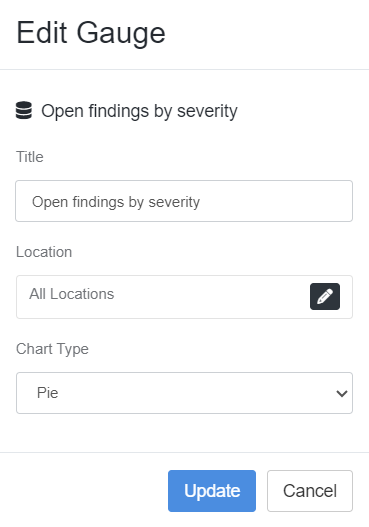 Edit Gauge
Open findings by severity
Title
Open findings by severity
Location
All Locations
Chart Type
Pie
Update Cancel